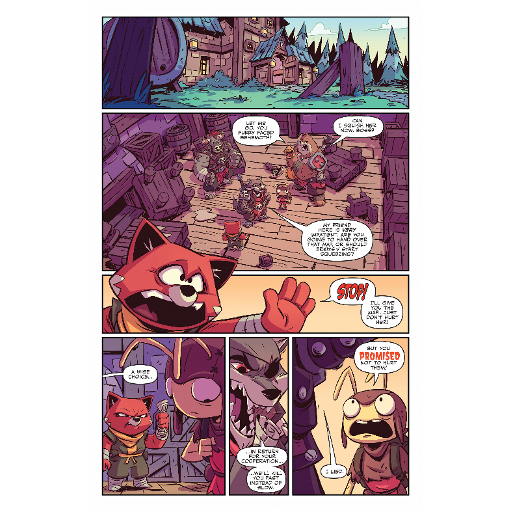 LET ME
GO, YOU
FURRY FACED
BEHEMOTH!
CAN
I SQUISH HER
NOW, BOSS?
MY FRIEND
HERE IS VERY
IMPATIENT. ARE YOU
GOING TO HAND OVER
THAT MAP, OR SHOULD
START
SQUEEZING?
STOP!
I'LL GIVE
YOU THE
MAP, JUST
DON'T HURT
HER!
A WISE
CHOICE...
...IN RETURN
FOR YOUR
COOPERATION...
...WE'LL KILL
YOU FAST
INSTEAD OF
SLOW.
BUT YOU
PROMISED
NOT TO HURT
THEM!
I LIED.